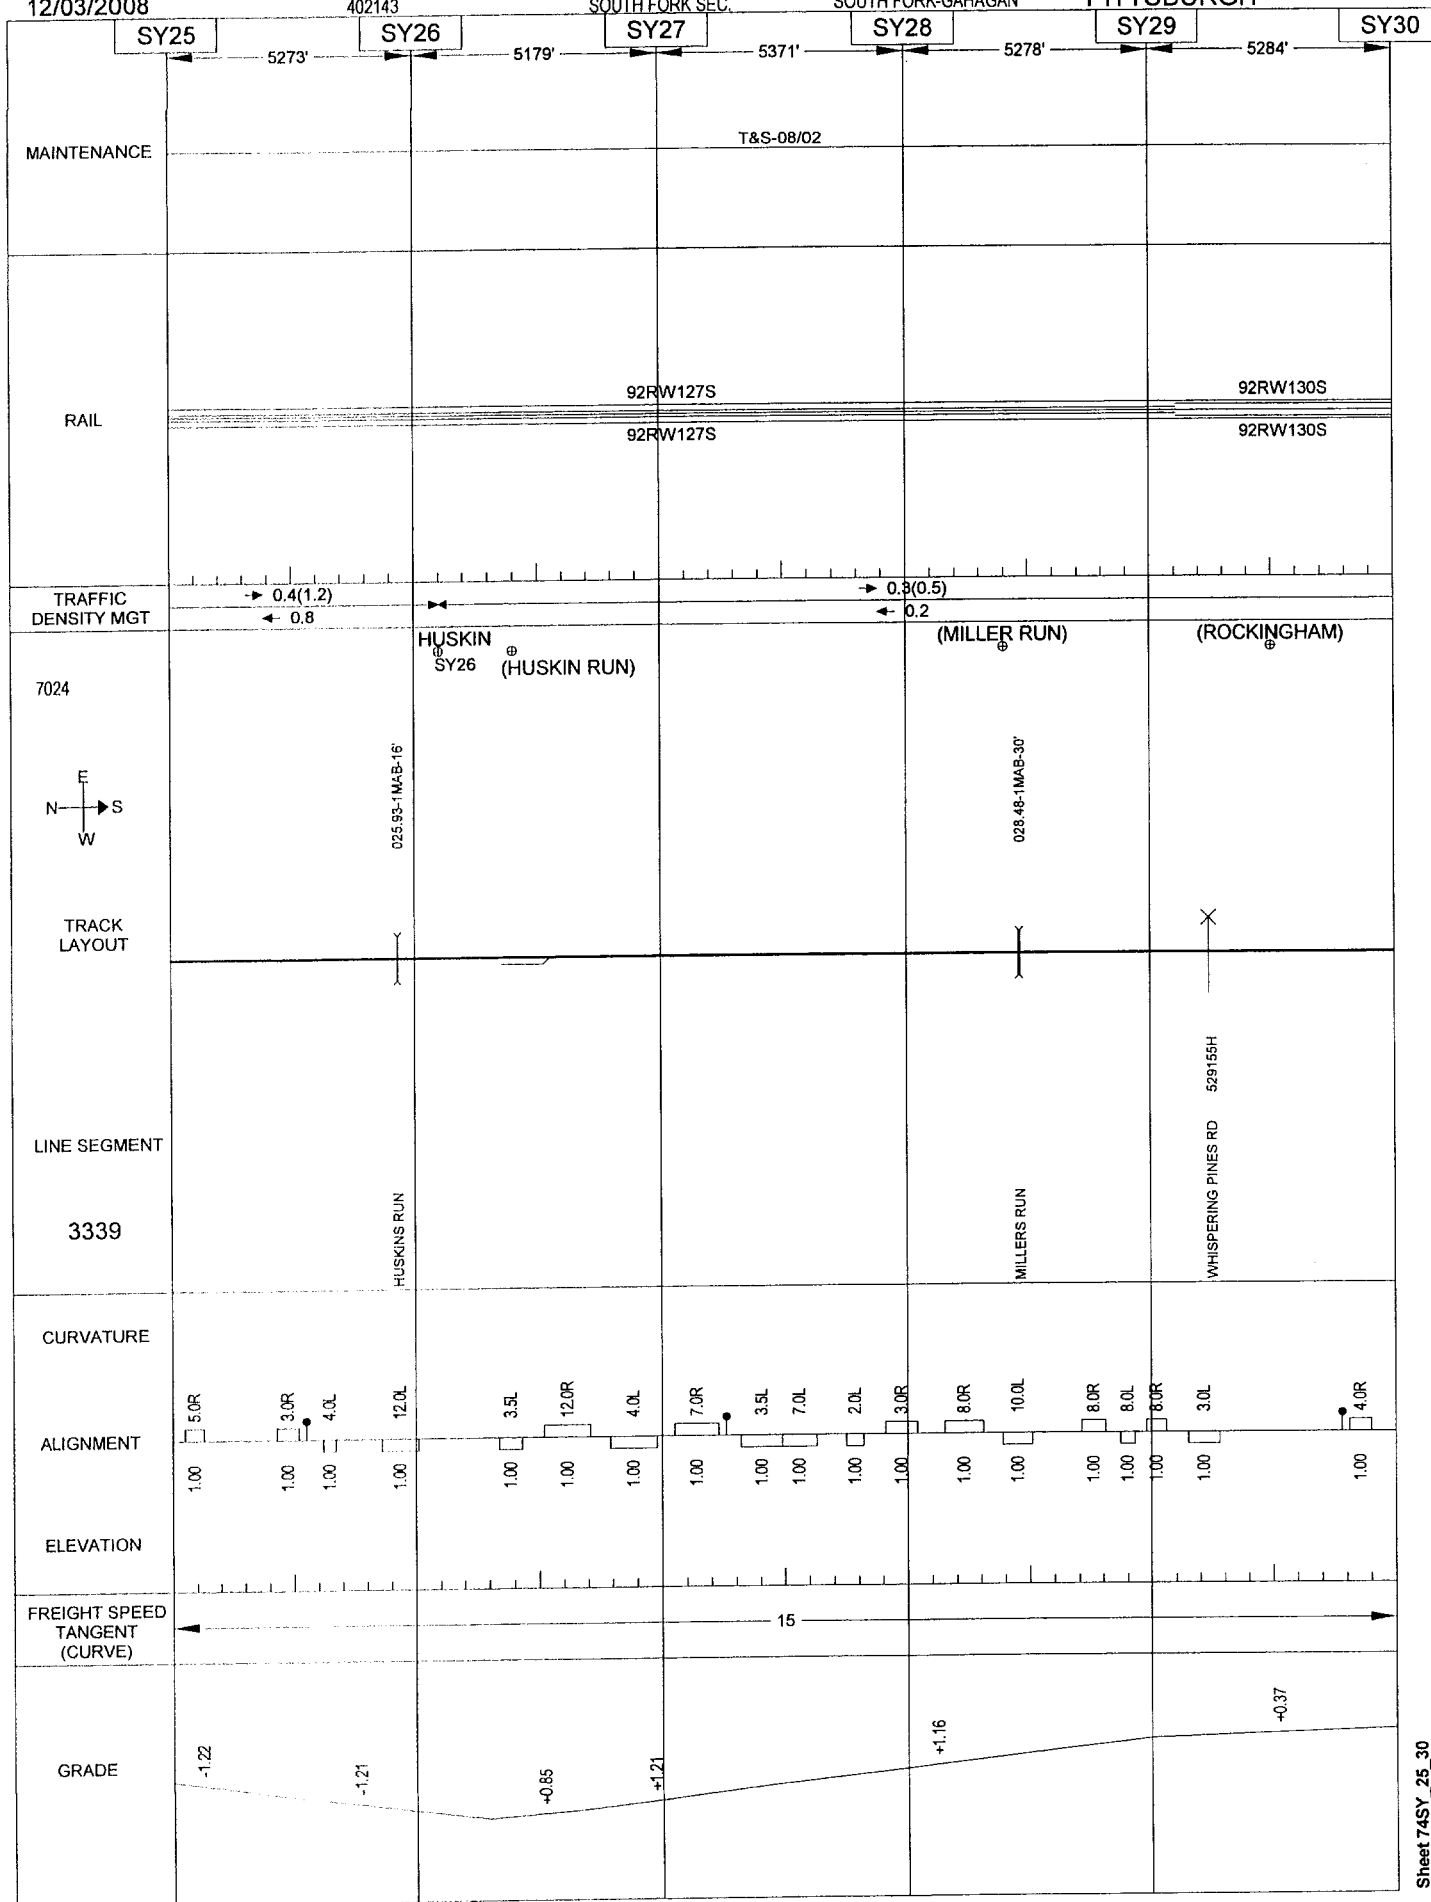 12/03/2008 402143 SOUTH FORK SEC. SOUTH FORK-GAHAGAN PITTSBURGH
SY25 SY26 SY27 SY28 SY29 SY30
5273' 5179' 5371' 5278' 5284'
MAINTENANCE
T&S-08/02
RAIL
92RW127S 92RW130S
92RW127S 92RW130S
TRAFFIC
DENSITY MGT
0.4(1.2) 0.3(0.5)
0.8 0.2
HUSKIN
SY26
(HUSKIN RUN)
(MILLER RUN)
(ROCKINGHAM)
7024
E
N S
W
025.93-1MAB-16'
028.48-1MAB-30'
TRACK
LAYOUT
LINE SEGMENT
3339
HUSKINS RUN
MILLERS RUN
WHISPERING PINES RD 529155H
CURVATURE
5.0R 3.0R 4.0L 12.0L 3.5L 12.0R 4.0L 7.0R 3.5L 7.0L 2.0L 3.0R 8.0R 10.0L 8.0R 8.0L 8.0R 3.0L 4.0R
ALIGNMENT
1.00 1.00 1.00 1.00 1.00 1.00 1.00 1.00 1.00 1.00 1.00 1.00 1.00 1.00 1.00 1.00 1.00 1.00 1.00
ELEVATION
FREIGHT SPEED
TANGENT
(CURVE)
15
GRADE
-1.22 -1.21 +0.85 +1.21 +1.16 +0.37
Sheet 74SY_25_30